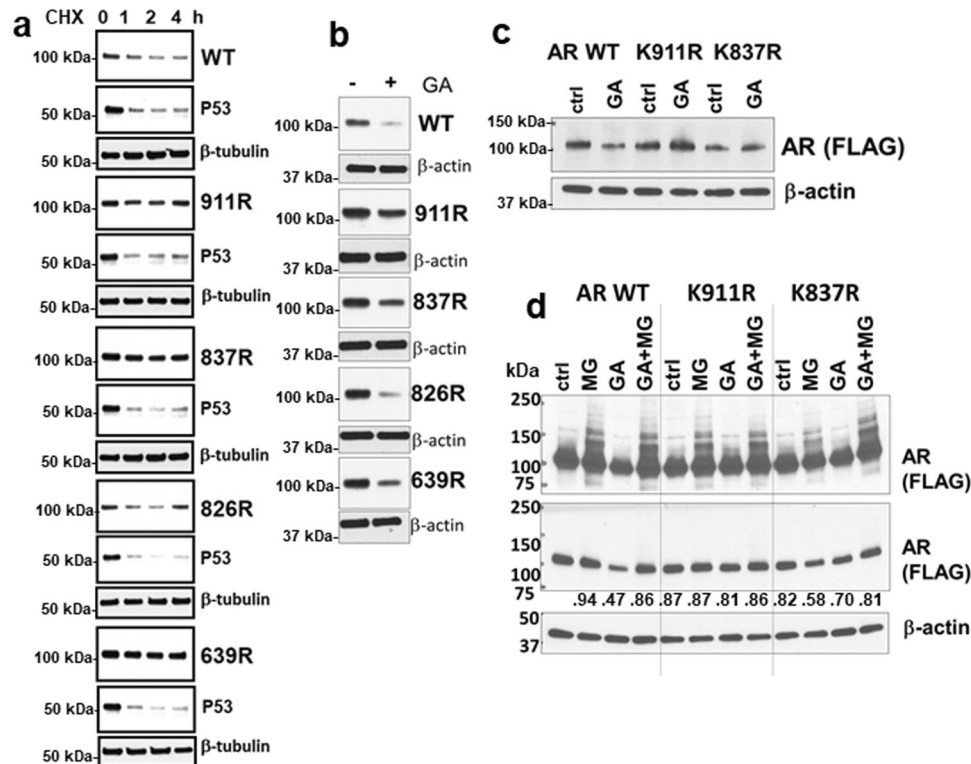 a
CHX 0 1 2 4 h
100 kDa- WT
50 kDa- P53
50 kDa- β-tubulin
100 kDa- 911R
50 kDa- P53
50 kDa- β-tubulin
100 kDa- 837R
50 kDa- P53
50 kDa- β-tubulin
100 kDa- 826R
50 kDa- P53
50 kDa- β-tubulin
100 kDa- 639R
50 kDa- P53
50 kDa- β-tubulin
b
- + GA
100 kDa- WT
37 kDa- β-actin
100 kDa- 911R
37 kDa- β-actin
100 kDa- 837R
37 kDa- β-actin
100 kDa- 826R
37 kDa- β-actin
100 kDa- 639R
37 kDa- β-actin
c
AR WT K911R K837R
ctrl GA ctrl GA ctrl GA
150 kDa-
100 kDa- AR (FLAG)
37 kDa- β-actin
d
AR WT K911R K837R
kDa ctrl MG GA GA+MG ctrl MG GA GA+MG ctrl MG GA GA+MG
250
150
100 AR
75 (FLAG)
250
150 AR
100 (FLAG)
75
.94 .47 .86 .87 .87 .81 .86 .82 .58 .70 .81
50 β-actin
37